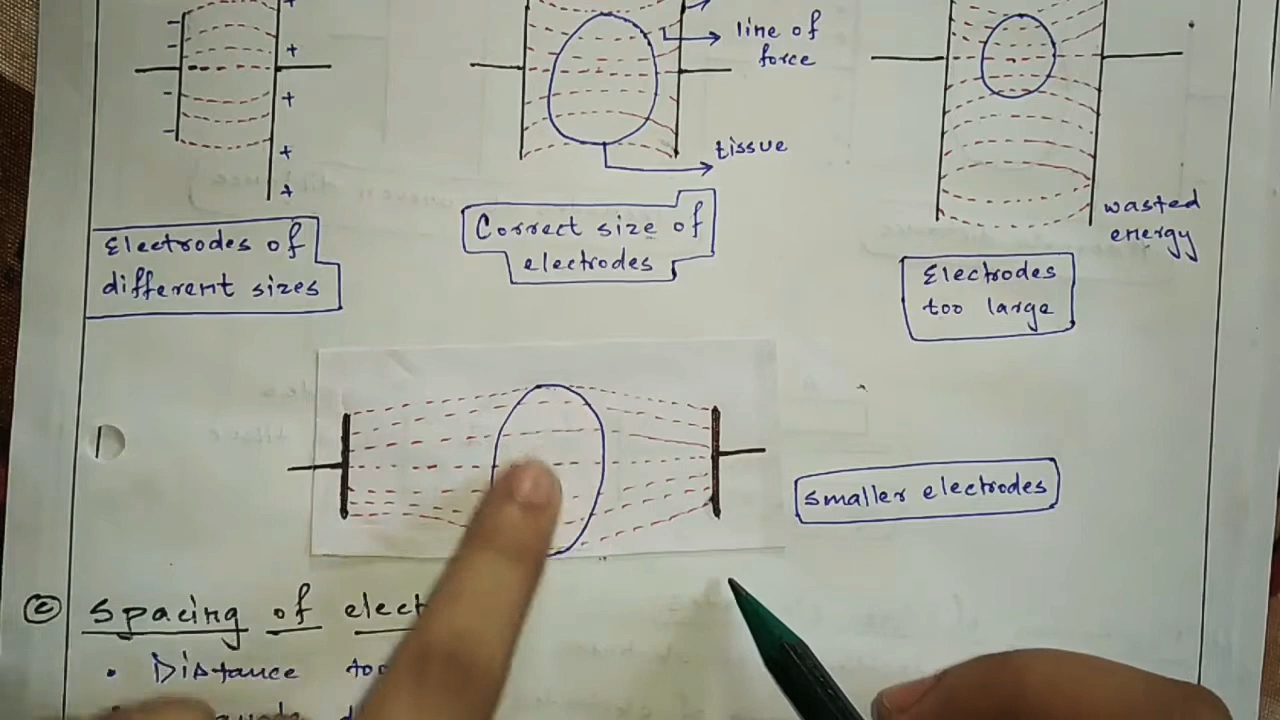 line of
force
tissue
wasted
energy
Electrodes of
different sizes
Correct size of
electrodes
Electrodes
too large
smaller electrodes
© Spacing of
• Distance